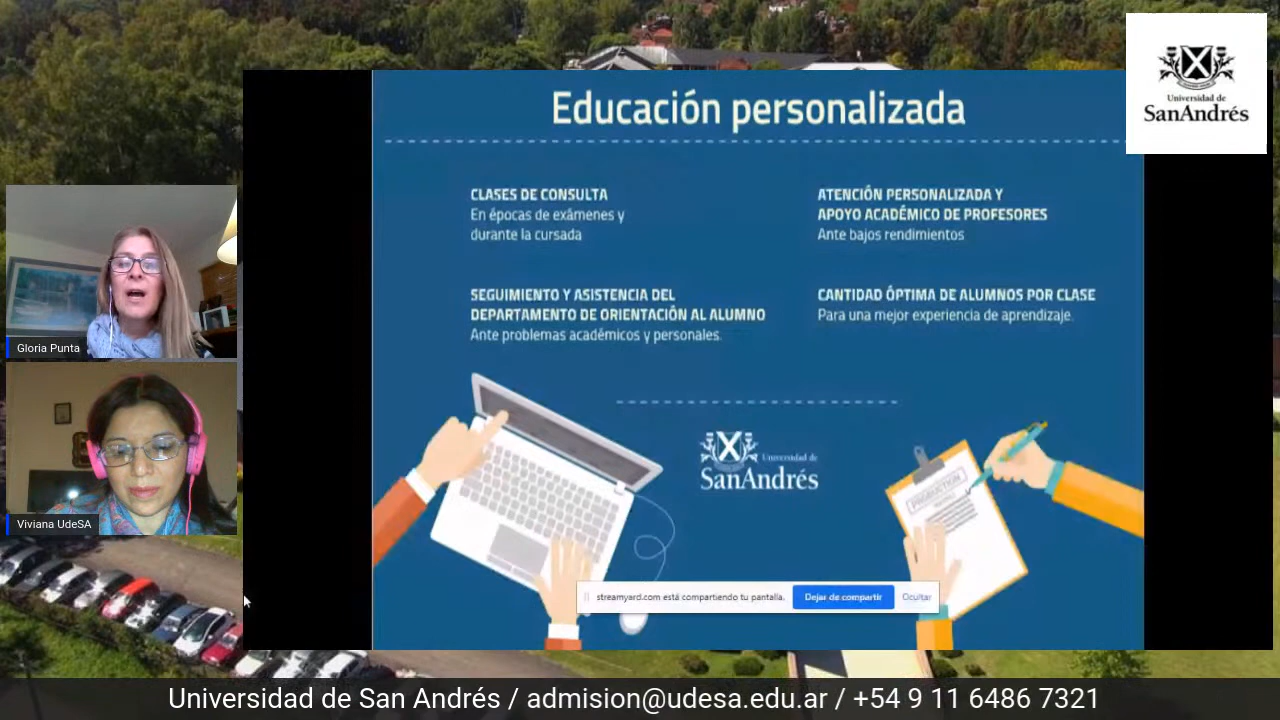 Educación personalizada
Universidad de
SanAndrés
CLASES DE CONSULTA
En épocas de exámenes y
durante la cursada
ATENCIÓN PERSONALIZADA Y
APOYO ACADÉMICO DE PROFESORES
Ante bajos rendimientos
SEGUIMIENTO Y ASISTENCIA DEL
DEPARTAMENTO DE ORIENTACIÓN AL ALUMNO
Ante problemas académicos y personales.
CANTIDAD ÓPTIMA DE ALUMNOS POR CLASE
Para una mejor experiencia de aprendizaje.
Gloria Punta
Viviana UdeSA
Universidad de
SanAndrés
PRODUCTION
streamyard.com está compartiendo tu pantalla.
Dejar de compartir
Ocultar
Universidad de San Andrés / admision@udesa.edu.ar / +54 9 11 6486 7321